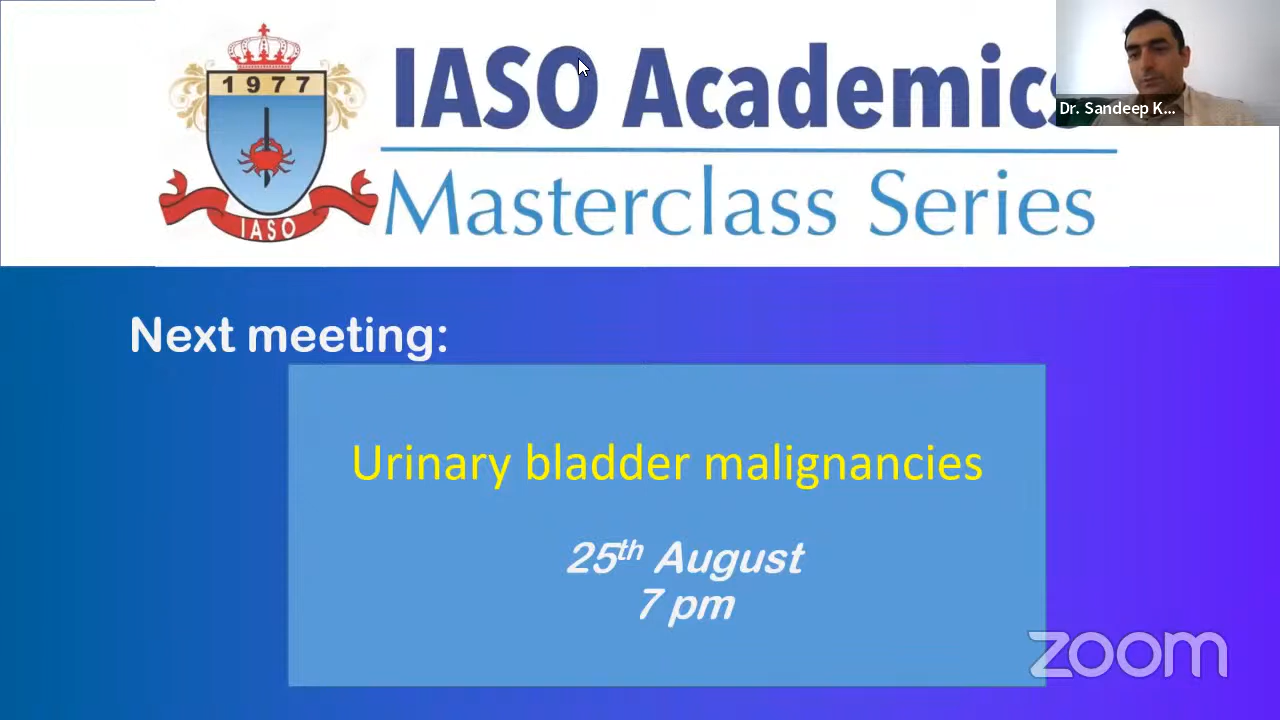 1977
IASO
IASO Academics
Masterclass Series
Dr. Sandeep K...
Next meeting:
Urinary bladder malignancies
25th August
7 pm
zoom